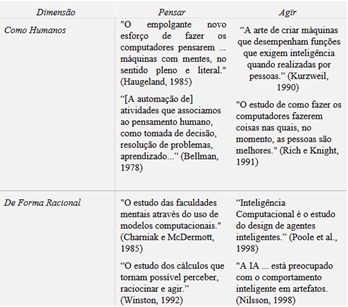 Dimensão Pensar Agir
Como Humanos
"O empolgante novo
esforço de fazer os
computadores pensarem ...
máquinas com mentes, no
sentido pleno e literal."
(Haugeland, 1985)
“[A automação de]
atividades que associamos
ao pensamento humano,
como tomada de decisão,
resolução de problemas,
aprendizado...” (Bellman,
1978)
“A arte de criar máquinas
que desempenham funções
que exigem inteligência
quando realizadas por
pessoas.” (Kurzweil,
1990)
"O estudo de como fazer os
computadores fazerem
coisas nas quais, no
momento, as pessoas são
melhores." (Rich e Knight,
1991)
De Forma Racional
"O estudo das faculdades
mentais através do uso de
modelos computacionais."
(Charniak e McDermott,
1985)
“O estudo dos cálculos que
tornam possível perceber,
raciocinar e agir.”
(Winston, 1992)
“Inteligência
Computacional é o estudo
do design de agentes
inteligentes.” (Poole et al.,
1998)
"A IA ... está preocupado
com o comportamento
inteligente em artefatos.
(Nilsson, 1998)